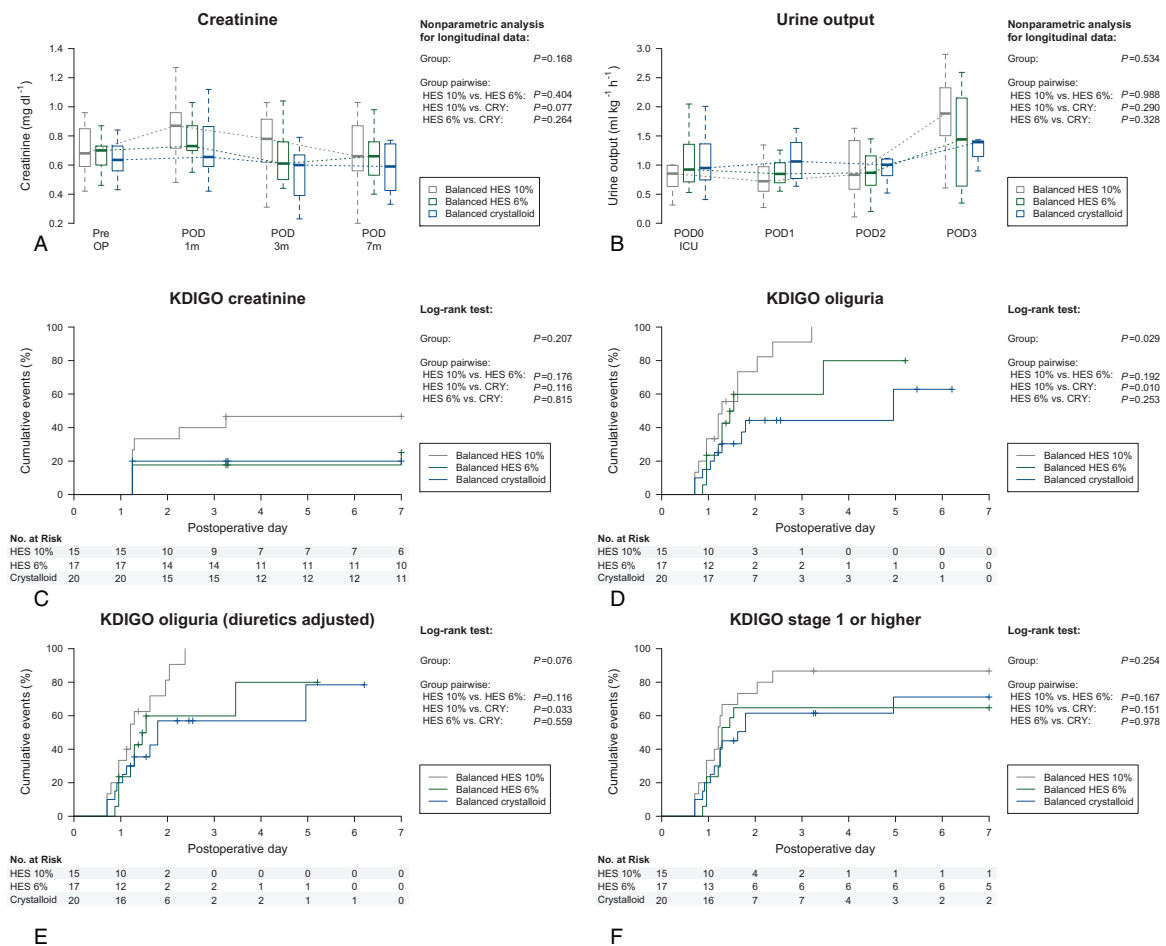 Creatinine
Creatinine (mg dl⁻¹)
1.4
1.2
1.0
0.8
0.6
0.4
0.2
Pre OP
POD 1m
POD 3m
POD 7m
A
Nonparametric analysis
for longitudinal data:
Group: P=0.168
Group pairwise:
HES 10% vs. HES 6%: P=0.404
HES 10% vs. CRY: P=0.077
HES 6% vs. CRY: P=0.264
Balanced HES 10%
Balanced HES 6%
Balanced crystalloid
Urine output
Urine output (ml kg⁻¹ h⁻¹)
3.0
2.5
2.0
1.5
1.0
0.5
0.0
POD0 ICU
POD1
POD2
POD3
B
Nonparametric analysis
for longitudinal data:
Group: P=0.534
Group pairwise:
HES 10% vs. HES 6%: P=0.988
HES 10% vs. CRY: P=0.290
HES 6% vs. CRY: P=0.328
Balanced HES 10%
Balanced HES 6%
Balanced crystalloid
KDIGO creatinine
Cumulative events (%)
100
80
60
40
20
0
0 1 2 3 4 5 6 7
Postoperative day
No. at Risk
HES 10% 15 15 10 9 7 7 7 6
HES 6% 17 17 14 14 11 11 11 10
Crystalloid 20 20 15 15 12 12 12 11
C
Log-rank test:
Group: P=0.207
Group pairwise:
HES 10% vs. HES 6%: P=0.176
HES 10% vs. CRY: P=0.116
HES 6% vs. CRY: P=0.815
Balanced HES 10%
Balanced HES 6%
Balanced crystalloid
KDIGO oliguria
Cumulative events (%)
100
80
60
40
20
0
0 1 2 3 4 5 6 7
Postoperative day
No. at Risk
HES 10% 15 10 3 1 0 0 0 0
HES 6% 17 12 2 2 1 1 0 0
Crystalloid 20 17 7 3 3 2 1 0
D
Log-rank test:
Group: P=0.029
Group pairwise:
HES 10% vs. HES 6%: P=0.192
HES 10% vs. CRY: P=0.010
HES 6% vs. CRY: P=0.253
Balanced HES 10%
Balanced HES 6%
Balanced crystalloid
KDIGO oliguria (diuretics adjusted)
Cumulative events (%)
100
80
60
40
20
0
0 1 2 3 4 5 6 7
Postoperative day
No. at Risk
HES 10% 15 10 2 0 0 0 0 0
HES 6% 17 12 2 2 1 1 0 0
Crystalloid 20 16 6 2 2 1 1 0
E
Log-rank test:
Group: P=0.076
Group pairwise:
HES 10% vs. HES 6%: P=0.116
HES 10% vs. CRY: P=0.033
HES 6% vs. CRY: P=0.559
Balanced HES 10%
Balanced HES 6%
Balanced crystalloid
KDIGO stage 1 or higher
Cumulative events (%)
100
80
60
40
20
0
0 1 2 3 4 5 6 7
Postoperative day
No. at Risk
HES 10% 15 10 4 2 1 1 1 1
HES 6% 17 13 6 6 6 6 6 5
Crystalloid 20 16 7 7 4 3 2 2
F
Log-rank test:
Group: P=0.254
Group pairwise:
HES 10% vs. HES 6%: P=0.167
HES 10% vs. CRY: P=0.151
HES 6% vs. CRY: P=0.978
Balanced HES 10%
Balanced HES 6%
Balanced crystalloid